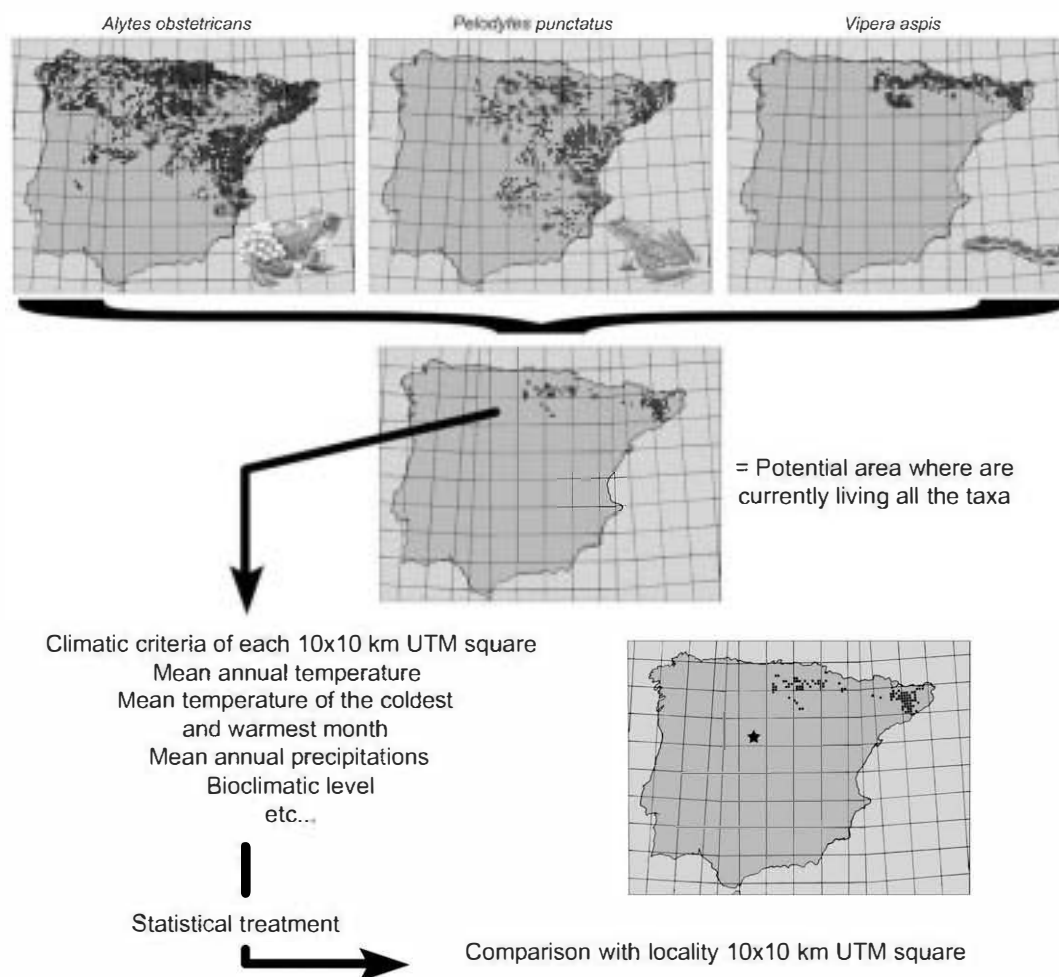 Alytes obstetricans
Pelodytes punctatus
Vipera aspis
= Potential area where are
currently living all the taxa
Climatic criteria of each 10x10 km UTM square
Mean annual temperature
Mean temperature of the coldest
and warmest month
Mean annual precipitations
Bioclimatic level
etc...
Statistical treatment
Comparison with locality 10x10 km UTM square